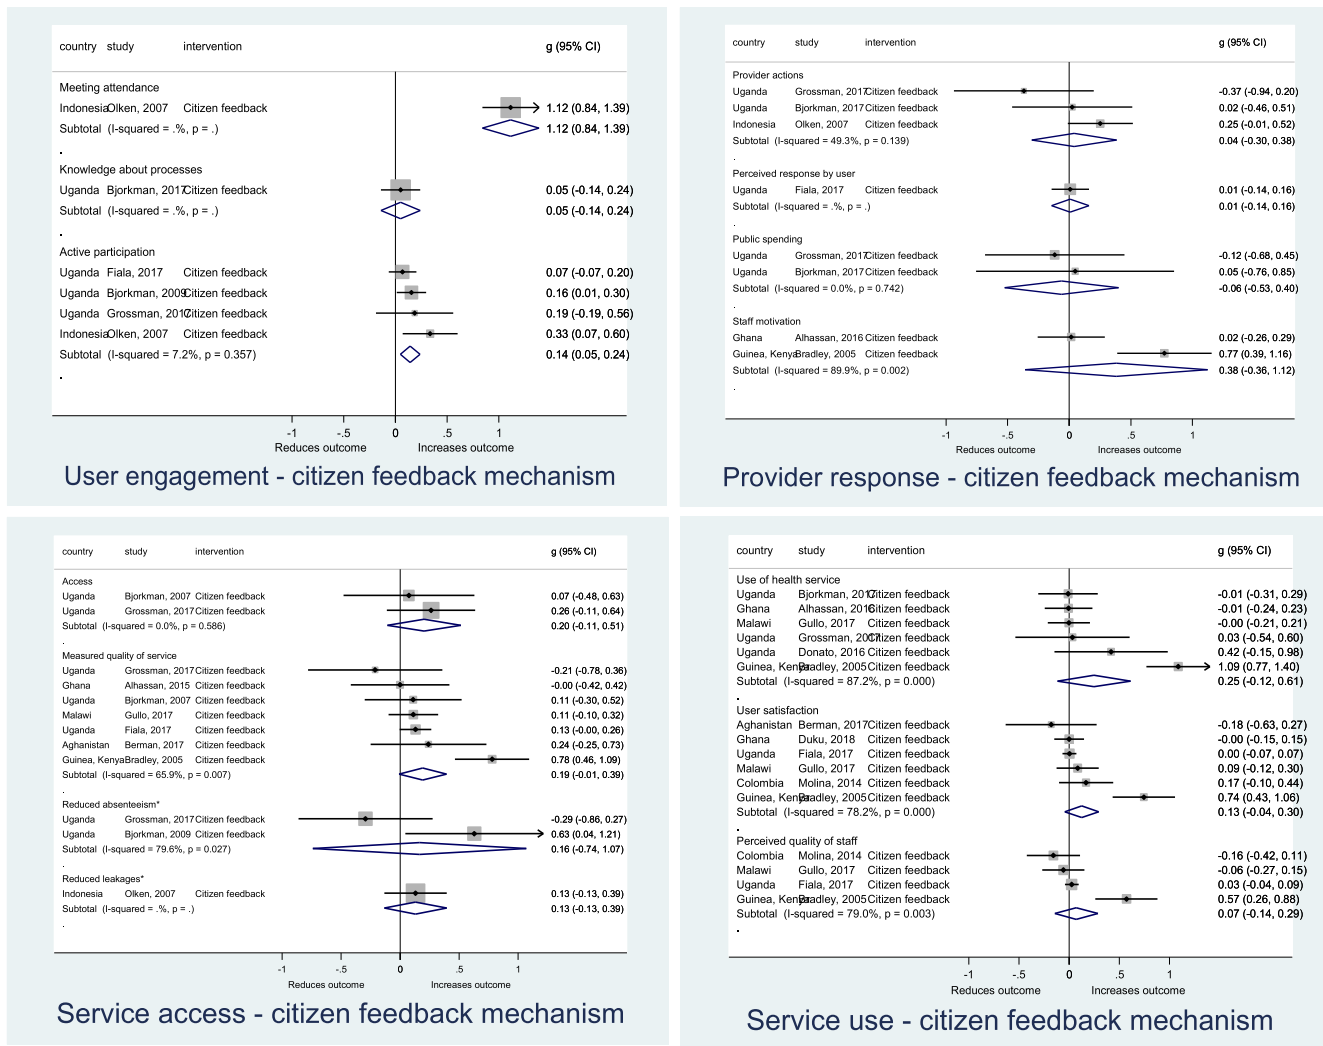 country study intervention g (95% CI)
Meeting attendance
Indonesia Olken, 2007 Citizen feedback 1.12 (0.84, 1.39)
Subtotal (I-squared = .%, p = .) 1.12 (0.84, 1.39)
.
Knowledge about processes
Uganda Bjorkman, 2017 Citizen feedback 0.05 (-0.14, 0.24)
Subtotal (I-squared = .%, p = .) 0.05 (-0.14, 0.24)
.
Active participation
Uganda Fiala, 2017 Citizen feedback 0.07 (-0.07, 0.20)
Uganda Bjorkman, 2009 Citizen feedback 0.16 (0.01, 0.30)
Uganda Grossman, 2017 Citizen feedback 0.19 (-0.19, 0.56)
Indonesia Olken, 2007 Citizen feedback 0.33 (0.07, 0.60)
Subtotal (I-squared = 7.2%, p = 0.357) 0.14 (0.05, 0.24)
.
-1 -.5 0 .5 1
Reduces outcome Increases outcome
User engagement - citizen feedback mechanism
country study intervention g (95% CI)
Provider actions
Uganda Grossman, 2017 Citizen feedback -0.37 (-0.94, 0.20)
Uganda Bjorkman, 2017 Citizen feedback 0.02 (-0.46, 0.51)
Indonesia Olken, 2007 Citizen feedback 0.25 (-0.01, 0.52)
Subtotal (I-squared = 49.3%, p = 0.139) 0.04 (-0.30, 0.38)
.
Perceived response by user
Uganda Fiala, 2017 Citizen feedback 0.01 (-0.14, 0.16)
Subtotal (I-squared = .%, p = .) 0.01 (-0.14, 0.16)
.
Public spending
Uganda Grossman, 2017 Citizen feedback -0.12 (-0.68, 0.45)
Uganda Bjorkman, 2017 Citizen feedback 0.05 (-0.76, 0.85)
Subtotal (I-squared = 0.0%, p = 0.742) -0.06 (-0.53, 0.40)
.
Staff motivation
Ghana Alhassan, 2016 Citizen feedback 0.02 (-0.26, 0.29)
Guinea, Kenya Bradley, 2005 Citizen feedback 0.77 (0.39, 1.16)
Subtotal (I-squared = 89.9%, p = 0.002) 0.38 (-0.36, 1.12)
.
-1 -.5 0 .5 1
Reduces outcome Increases outcome
Provider response - citizen feedback mechanism
country study intervention g (95% CI)
Access
Uganda Bjorkman, 2007 Citizen feedback 0.07 (-0.48, 0.63)
Uganda Grossman, 2017 Citizen feedback 0.26 (-0.11, 0.64)
Subtotal (I-squared = 0.0%, p = 0.586) 0.20 (-0.11, 0.51)
.
Measured quality of service
Uganda Grossman, 2017 Citizen feedback -0.21 (-0.78, 0.36)
Ghana Alhassan, 2015 Citizen feedback -0.00 (-0.42, 0.42)
Uganda Bjorkman, 2007 Citizen feedback 0.11 (-0.30, 0.52)
Malawi Gullo, 2017 Citizen feedback 0.11 (-0.10, 0.32)
Uganda Fiala, 2017 Citizen feedback 0.13 (-0.00, 0.26)
Aghanistan Berman, 2017 Citizen feedback 0.24 (-0.25, 0.73)
Guinea, Kenya Bradley, 2005 Citizen feedback 0.78 (0.46, 1.09)
Subtotal (I-squared = 65.9%, p = 0.007) 0.19 (-0.01, 0.39)
.
Reduced absenteeism*
Uganda Grossman, 2017 Citizen feedback -0.29 (-0.86, 0.27)
Uganda Bjorkman, 2009 Citizen feedback 0.63 (0.04, 1.21)
Subtotal (I-squared = 79.6%, p = 0.027) 0.16 (-0.74, 1.07)
.
Reduced leakages*
Indonesia Olken, 2007 Citizen feedback 0.13 (-0.13, 0.39)
Subtotal (I-squared = .%, p = .) 0.13 (-0.13, 0.39)
.
-1 -.5 0 .5 1
Reduces outcome Increases outcome
Service access - citizen feedback mechanism
country study intervention g (95% CI)
Use of health service
Uganda Bjorkman, 2017 Citizen feedback -0.01 (-0.31, 0.29)
Ghana Alhassan, 2016 Citizen feedback -0.01 (-0.24, 0.23)
Malawi Gullo, 2017 Citizen feedback -0.00 (-0.21, 0.21)
Uganda Grossman, 2017 Citizen feedback 0.03 (-0.54, 0.60)
Uganda Donato, 2016 Citizen feedback 0.42 (-0.15, 0.98)
Guinea, Kenya Bradley, 2005 Citizen feedback 1.09 (0.77, 1.40)
Subtotal (I-squared = 87.2%, p = 0.000) 0.25 (-0.12, 0.61)
.
User satisfaction
Aghanistan Berman, 2017 Citizen feedback -0.18 (-0.63, 0.27)
Ghana Duku, 2018 Citizen feedback -0.00 (-0.15, 0.15)
Uganda Fiala, 2017 Citizen feedback 0.00 (-0.07, 0.07)
Malawi Gullo, 2017 Citizen feedback 0.09 (-0.12, 0.30)
Colombia Molina, 2014 Citizen feedback 0.17 (-0.10, 0.44)
Guinea, Kenya Bradley, 2005 Citizen feedback 0.74 (0.43, 1.06)
Subtotal (I-squared = 78.2%, p = 0.000) 0.13 (-0.04, 0.30)
.
Perceived quality of staff
Colombia Molina, 2014 Citizen feedback -0.16 (-0.42, 0.11)
Malawi Gullo, 2017 Citizen feedback -0.06 (-0.27, 0.15)
Uganda Fiala, 2017 Citizen feedback 0.03 (-0.04, 0.09)
Guinea, Kenya Bradley, 2005 Citizen feedback 0.57 (0.26, 0.88)
Subtotal (I-squared = 79.0%, p = 0.003) 0.07 (-0.14, 0.29)
.
-1 -.5 0 .5 1
Reduces outcome Increases outcome
Service use - citizen feedback mechanism